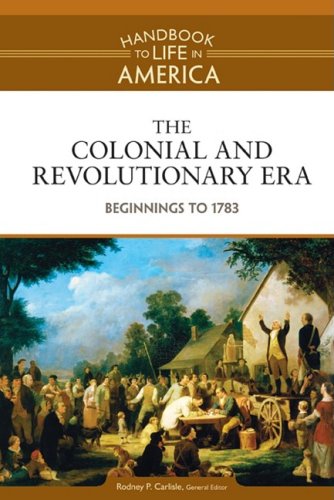 HANDBOOK
TO LIFE IN
AMERICA
THE
COLONIAL AND
REVOLUTIONARY ERA
BEGINNINGS TO 1783
Rodney P. Carlisle, General Editor